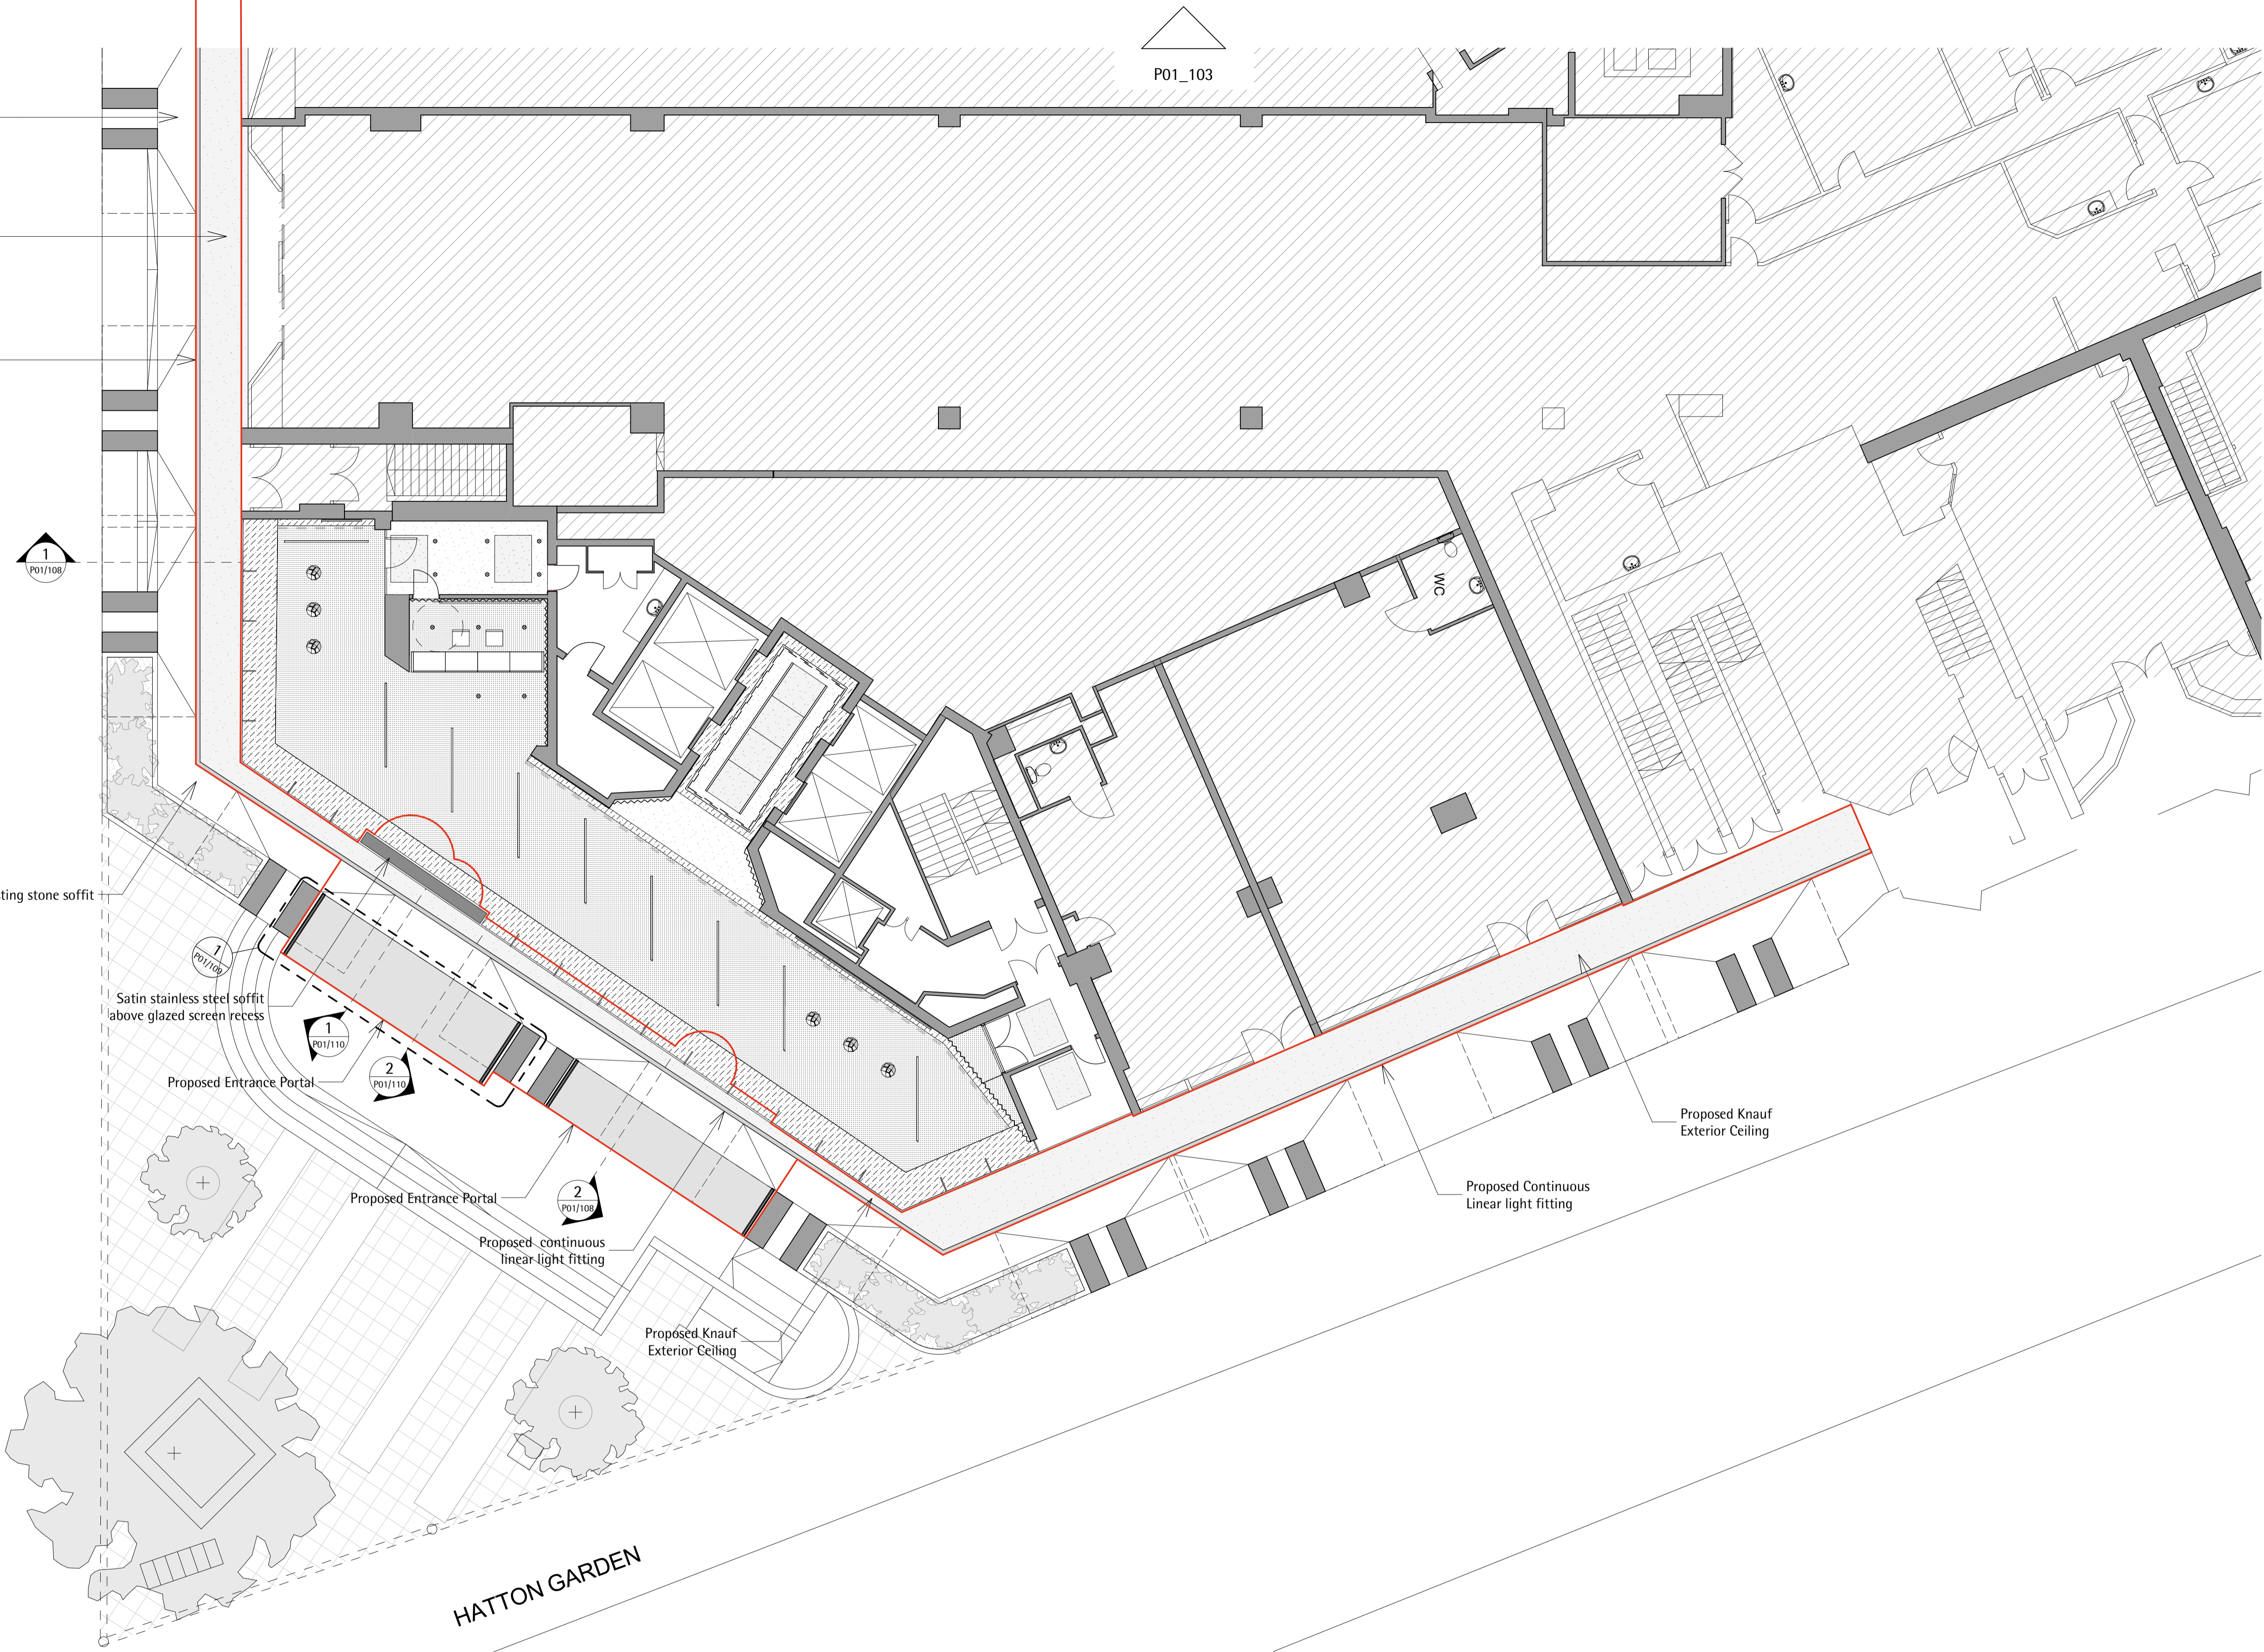 P01_103
1
P01/108
WC
ting stone soffit
1
P01/109
Satin stainless steel soffit
above glazed screen recess
1
P01/110
2
P01/110
Proposed Entrance Portal
Proposed Knauf
Exterior Ceiling
Proposed Continuous
Linear light fitting
Proposed Entrance Portal
2
P01/108
Proposed continuous
linear light fitting
Proposed Knauf
Exterior Ceiling
HATTON GARDEN